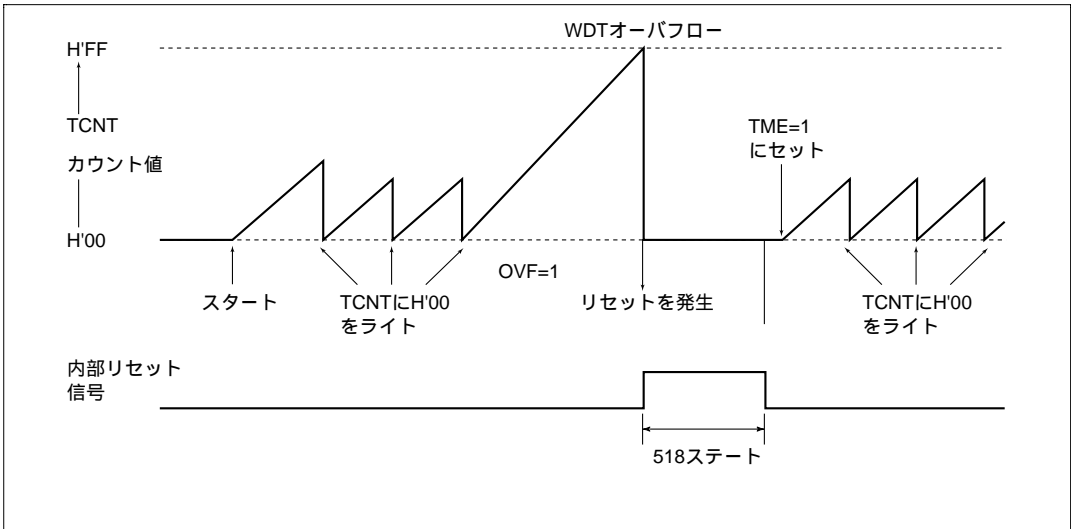 WDTオーバフロー
H'FF
TCNT
カウント値
H'00
TME=1
にセット
OVF=1
スタート
TCNTにH'00
をライト
リセットを発生
TCNTにH'00
をライト
内部リセット
信号
518ステート